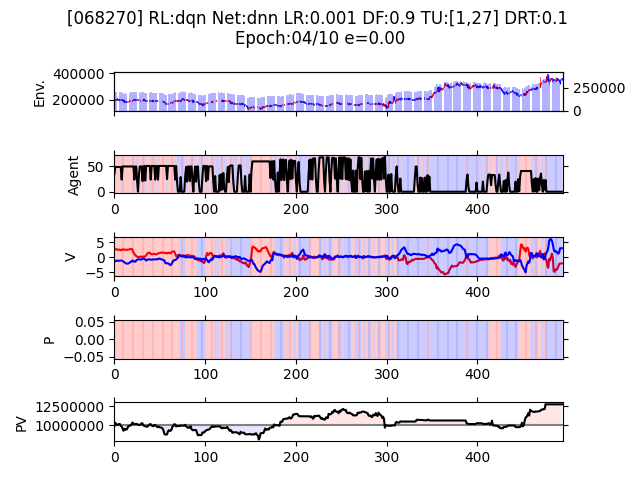 [068270] RL:dqn Net:dnn LR:0.001 DF:0.9 TU:[1,27] DRT:0.1
Epoch:04/10 e=0.00
Env.
400000
200000
250000
0
Agent
50
0
0 100 200 300 400
V
5
0
−5
0 100 200 300 400
P
0.05
0.00
−0.05
0 100 200 300 400
PV
12500000
10000000
0 100 200 300 400